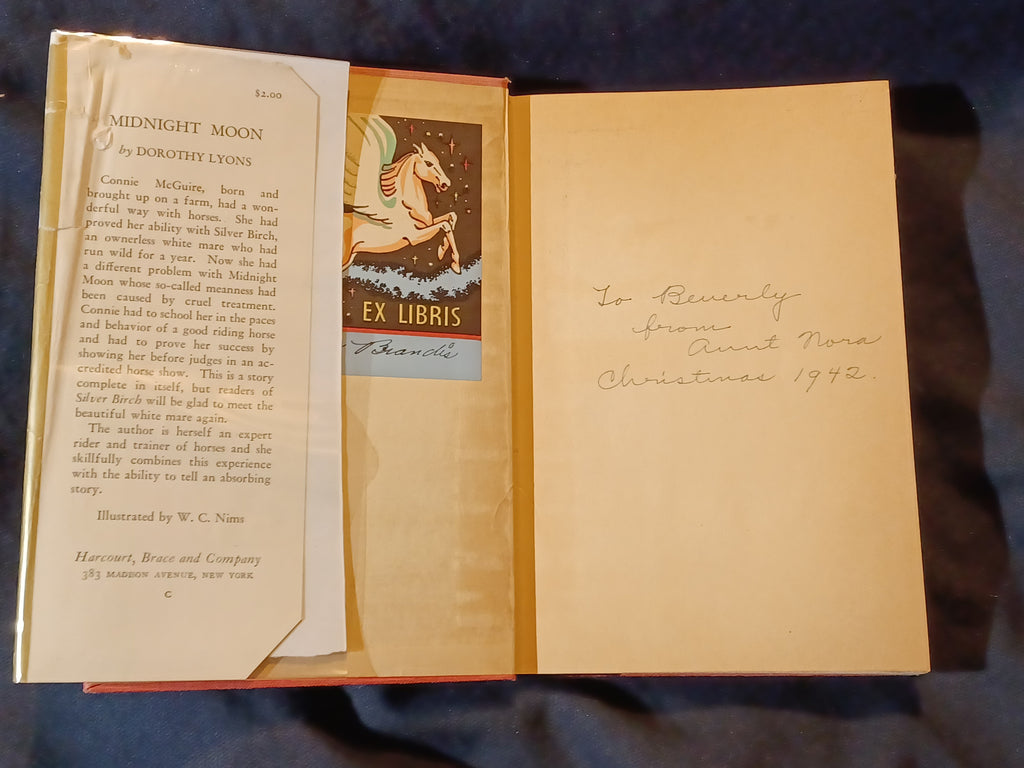 $2.00
MIDNIGHT MOON
by DOROTHY LYONS
Connie McGuire, born and
brought up on a farm, had a won-
derful way with horses. She had
proved her ability with Silver Birch,
an ownerless white mare who had
run wild for a year. Now she had
a different problem with Midnight
Moon whose so-called meanness had
been caused by cruel treatment.
Connie had to school her in the paces
and behavior of a good riding horse
and had to prove her success by
showing her before judges in an ac-
credited horse show. This is a story
complete in itself, but readers of
Silver Birch will be glad to meet the
beautiful white mare again.
The author is herself an expert
rider and trainer of horses and she
skillfully combines this experience
with the ability to tell an absorbing
story.
Illustrated by W. C. Nims
Harcourt, Brace and Company
383 MADISON AVENUE, NEW YORK
C
EX LIBRIS
Brandis
To Beverly
from
Aunt Nora
Christmas 1942.